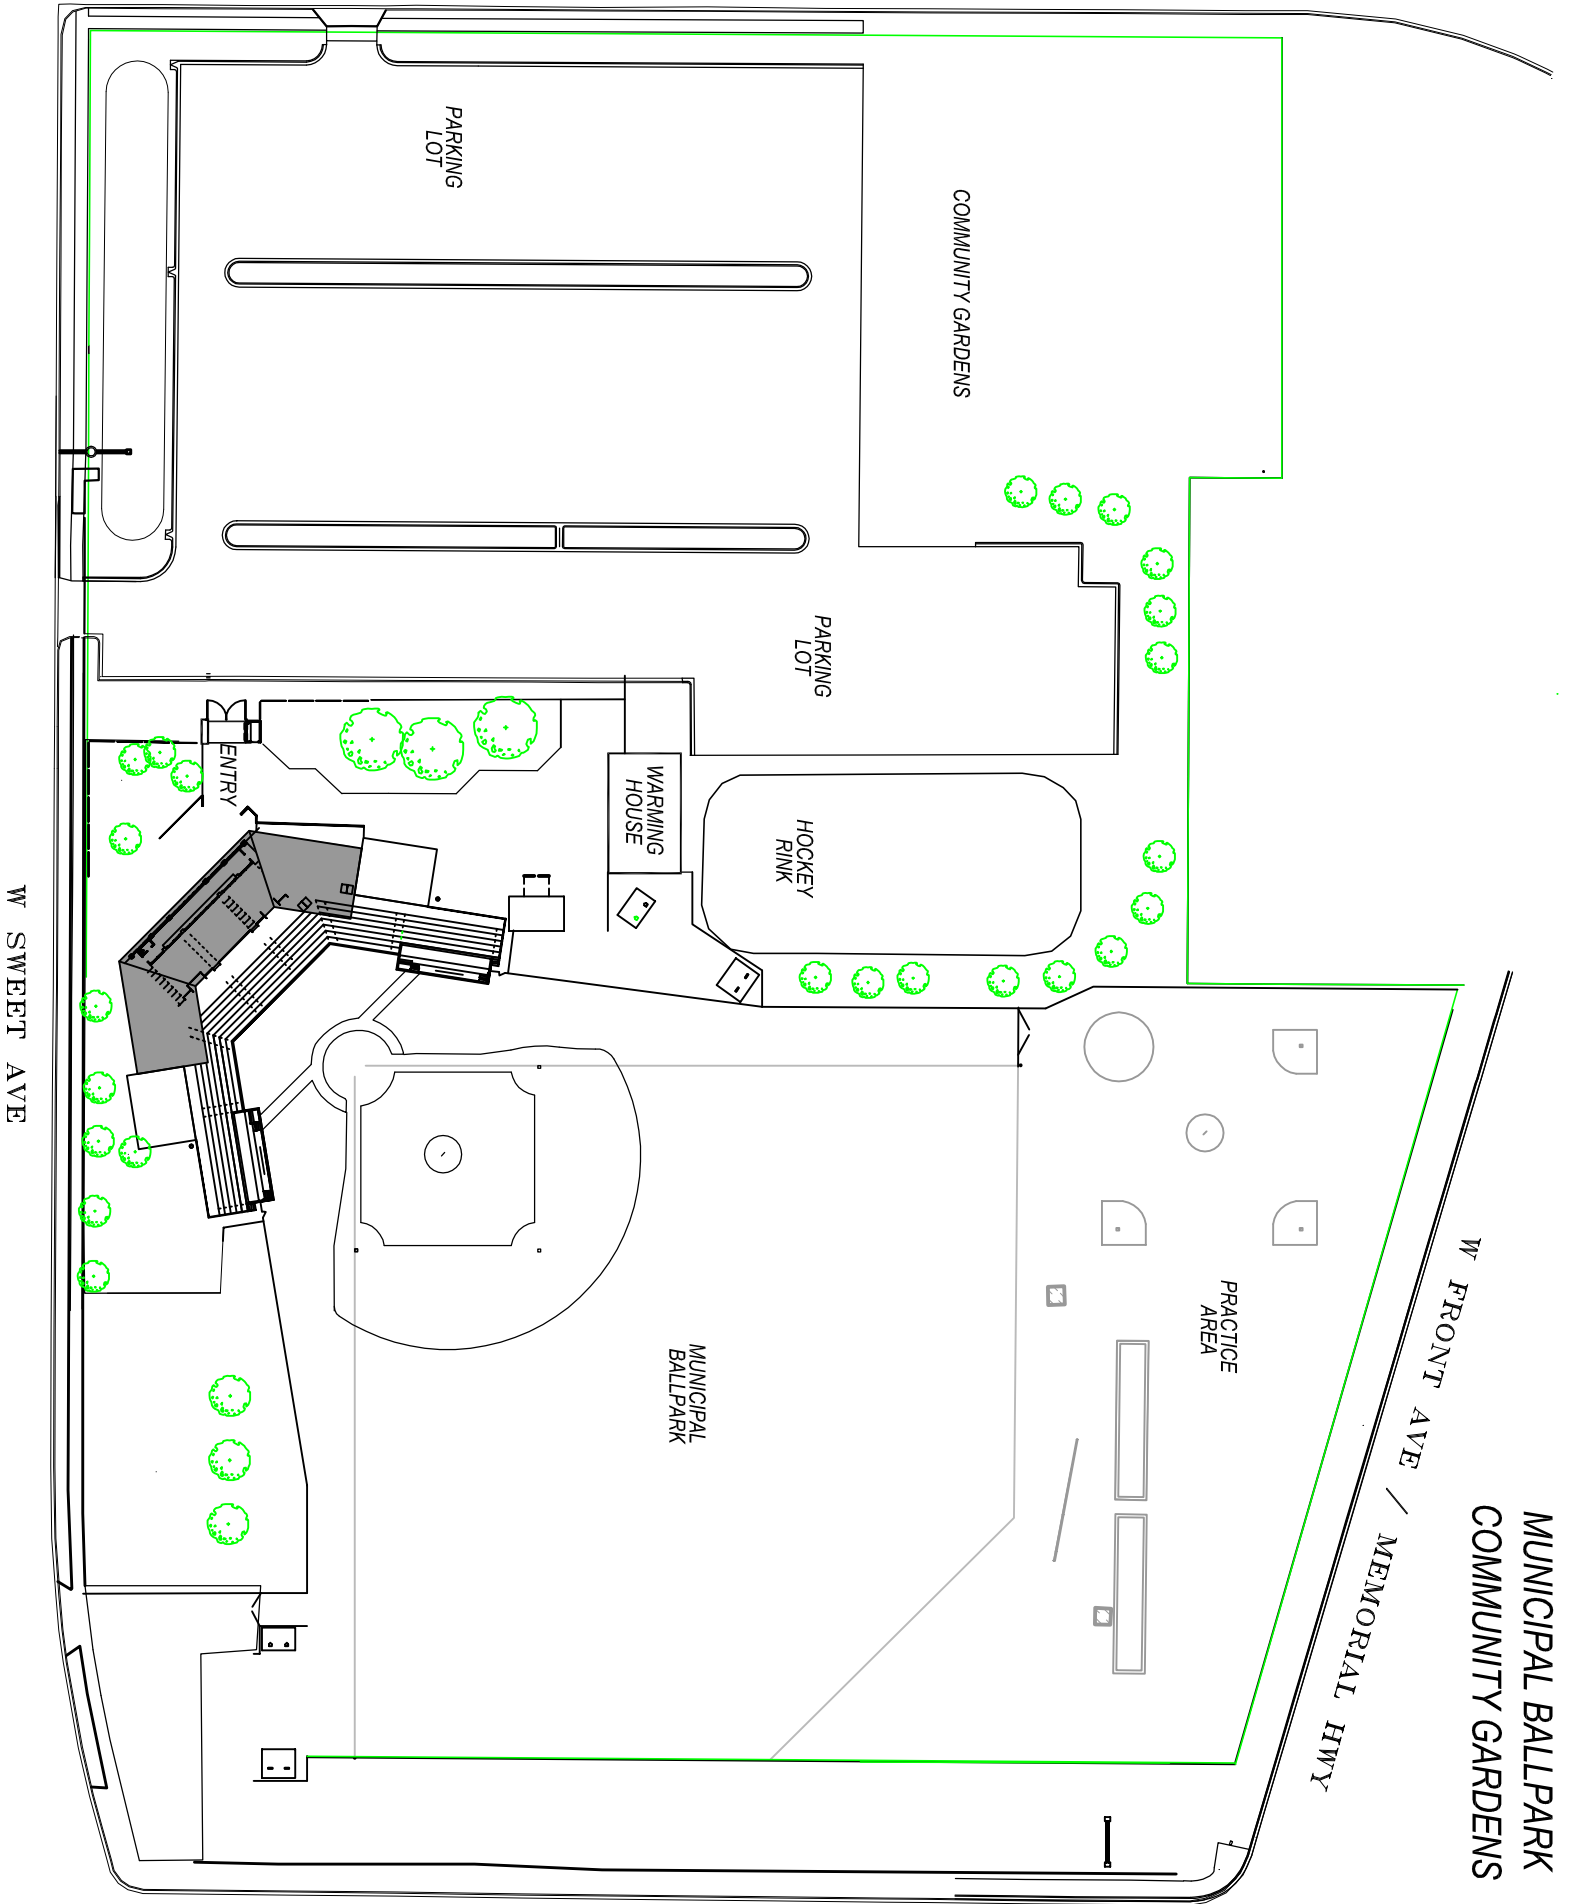 MUNICIPAL BALLPARK
COMMUNITY GARDENS
W FRONT AVE / MEMORIAL HWY
COMMUNITY GARDENS
PARKING
LOT
PARKING
LOT
HOCKEY
RINK
WARMING
HOUSE
ENTRY
PRACTICE
AREA
MUNICIPAL
BALLPARK
W SWEET AVE